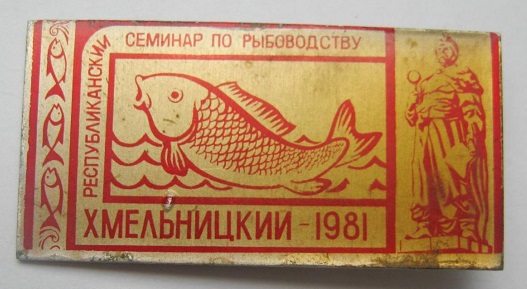 РЕСПУБЛИКАНСКИЙ
СЕМИНАР ПО РЫБОВОДСТВУ
ХМЕЛЬНИЦКИЙ - 1981